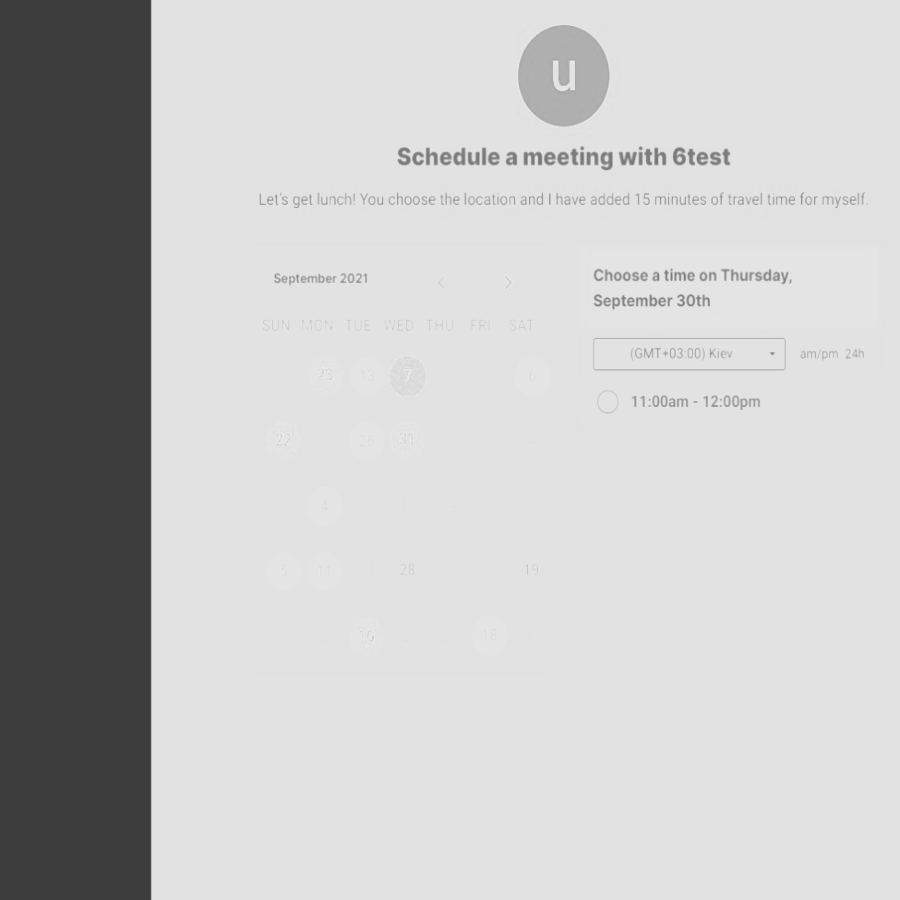 u
Schedule a meeting with 6test
Let's get lunch! You choose the location and I have added 15 minutes of travel time for myself.
September 2021
SUN MON TUE WED THU FRI SAT
23 13 7 6
22 26 31
4
5 11 28 19
18
Choose a time on Thursday,
September 30th
(GMT+03:00) Kiev am/pm 24h
11:00am - 12:00pm